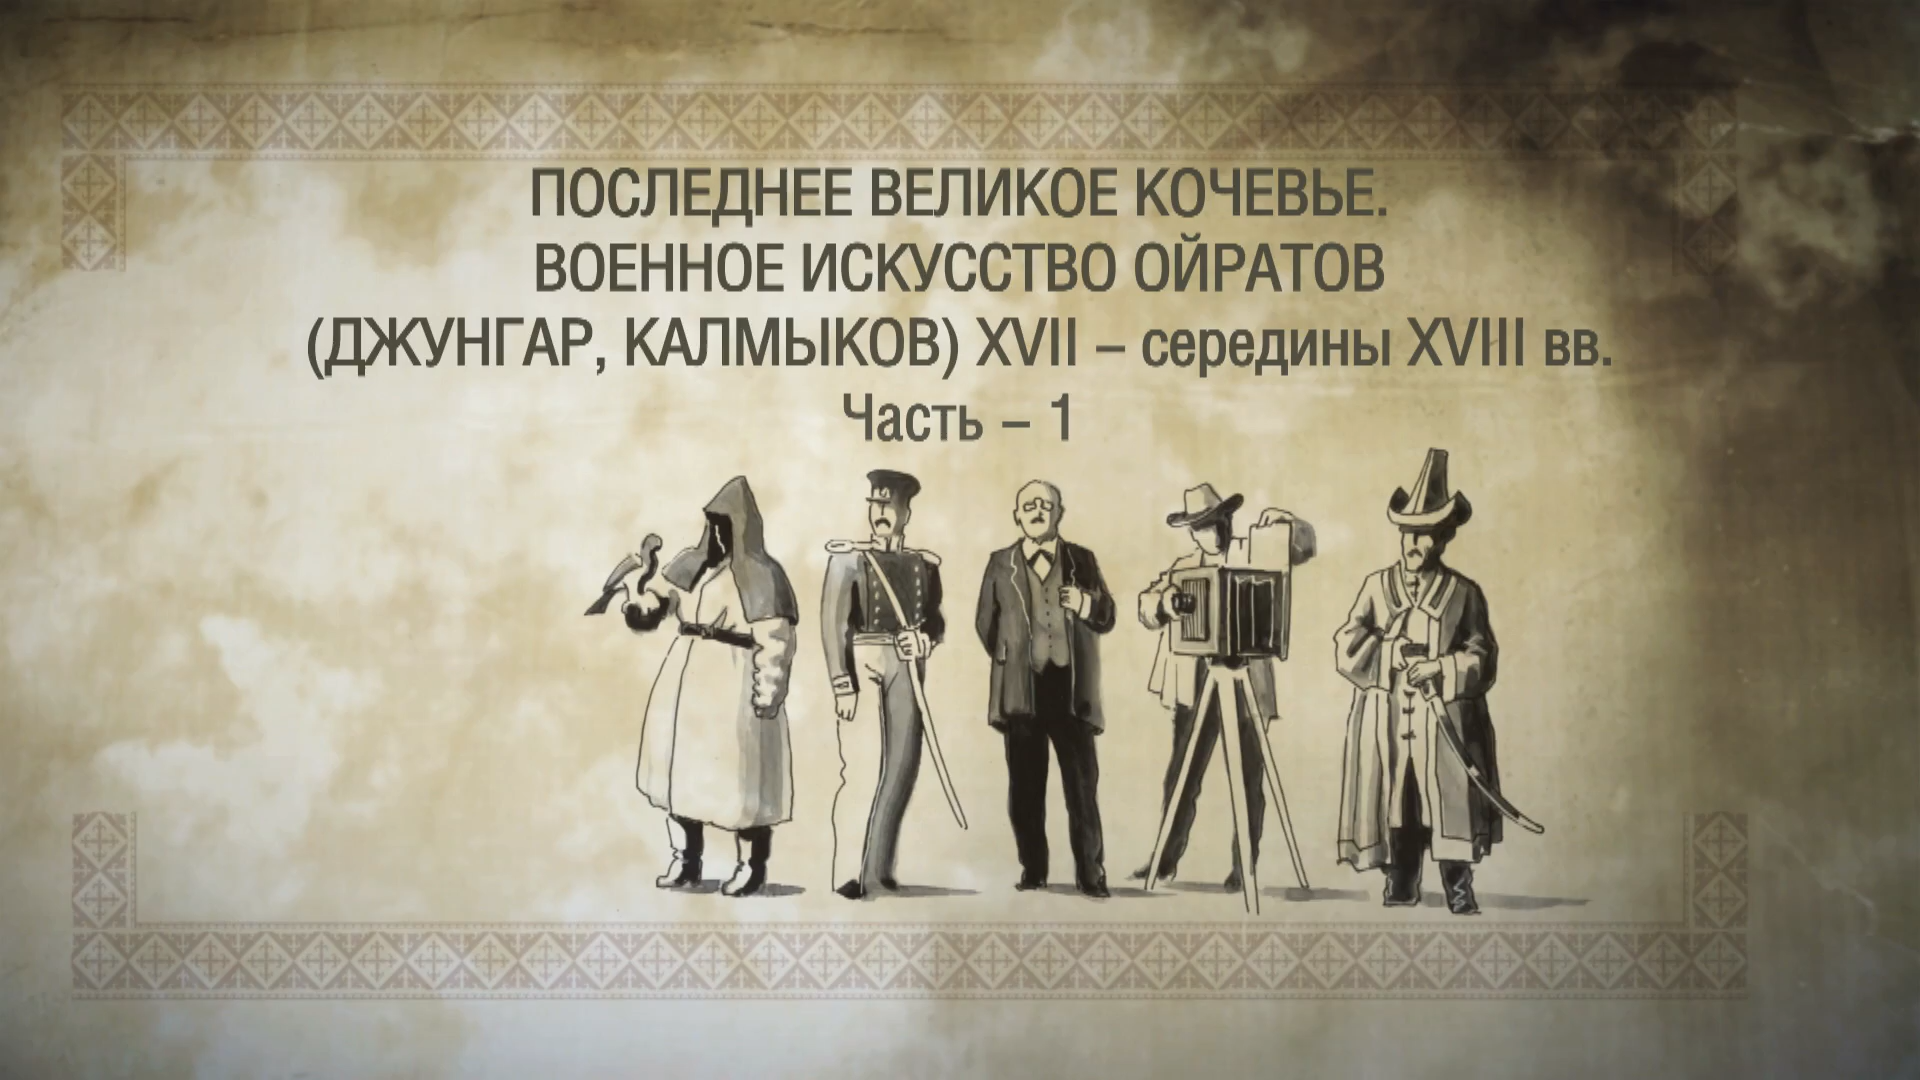 ПОСЛЕДНЕЕ ВЕЛИКОЕ КОЧЕВЬЕ.
ВОЕННОЕ ИСКУССТВО ОЙРАТОВ
(ДЖУНГАР, КАЛМЫКОВ) XVII – середины XVIII вв.
Часть – 1